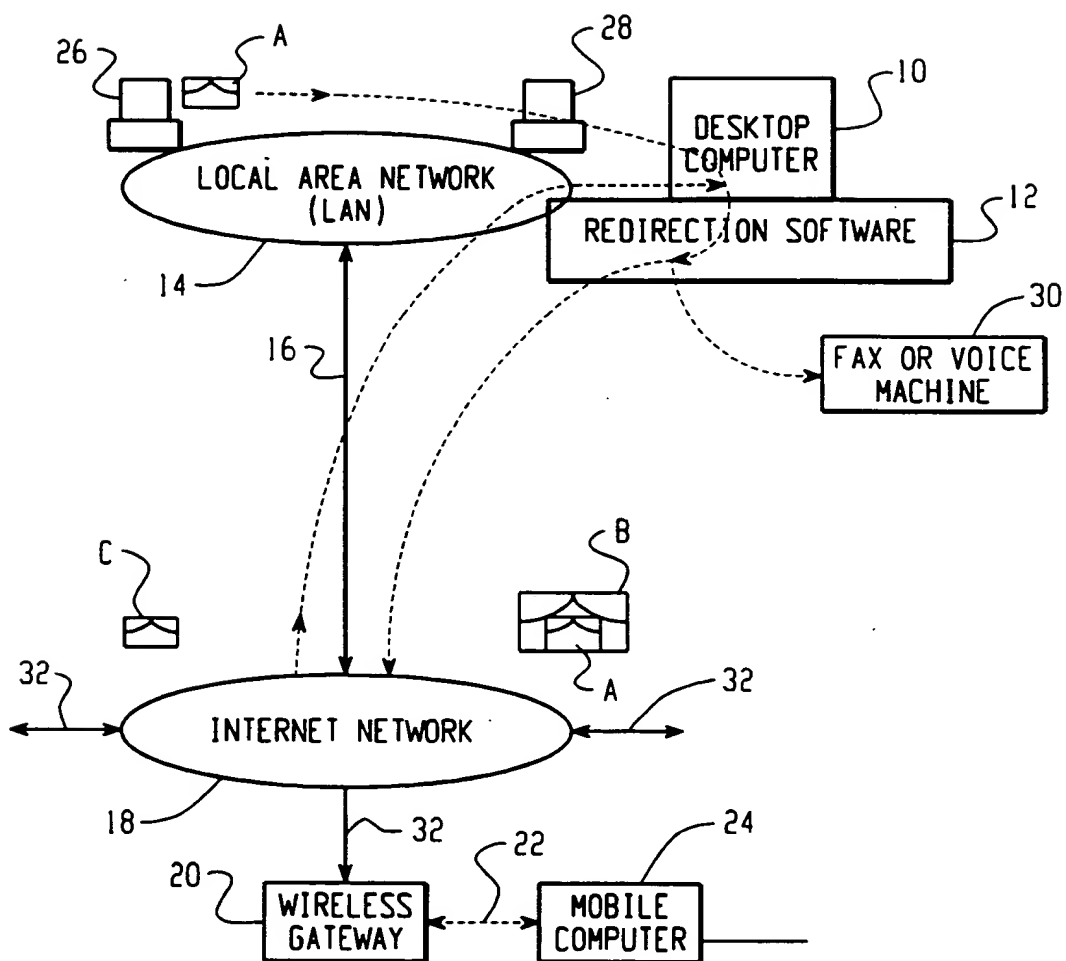 26
A
28
10
DESKTOP
COMPUTER
LOCAL AREA NETWORK
(LAN)
12
REDIRECTION SOFTWARE
14
30
16
FAX OR VOICE
MACHINE
C
B
A
32
32
INTERNET NETWORK
18
32
22
24
20
WIRELESS
GATEWAY
MOBILE
COMPUTER